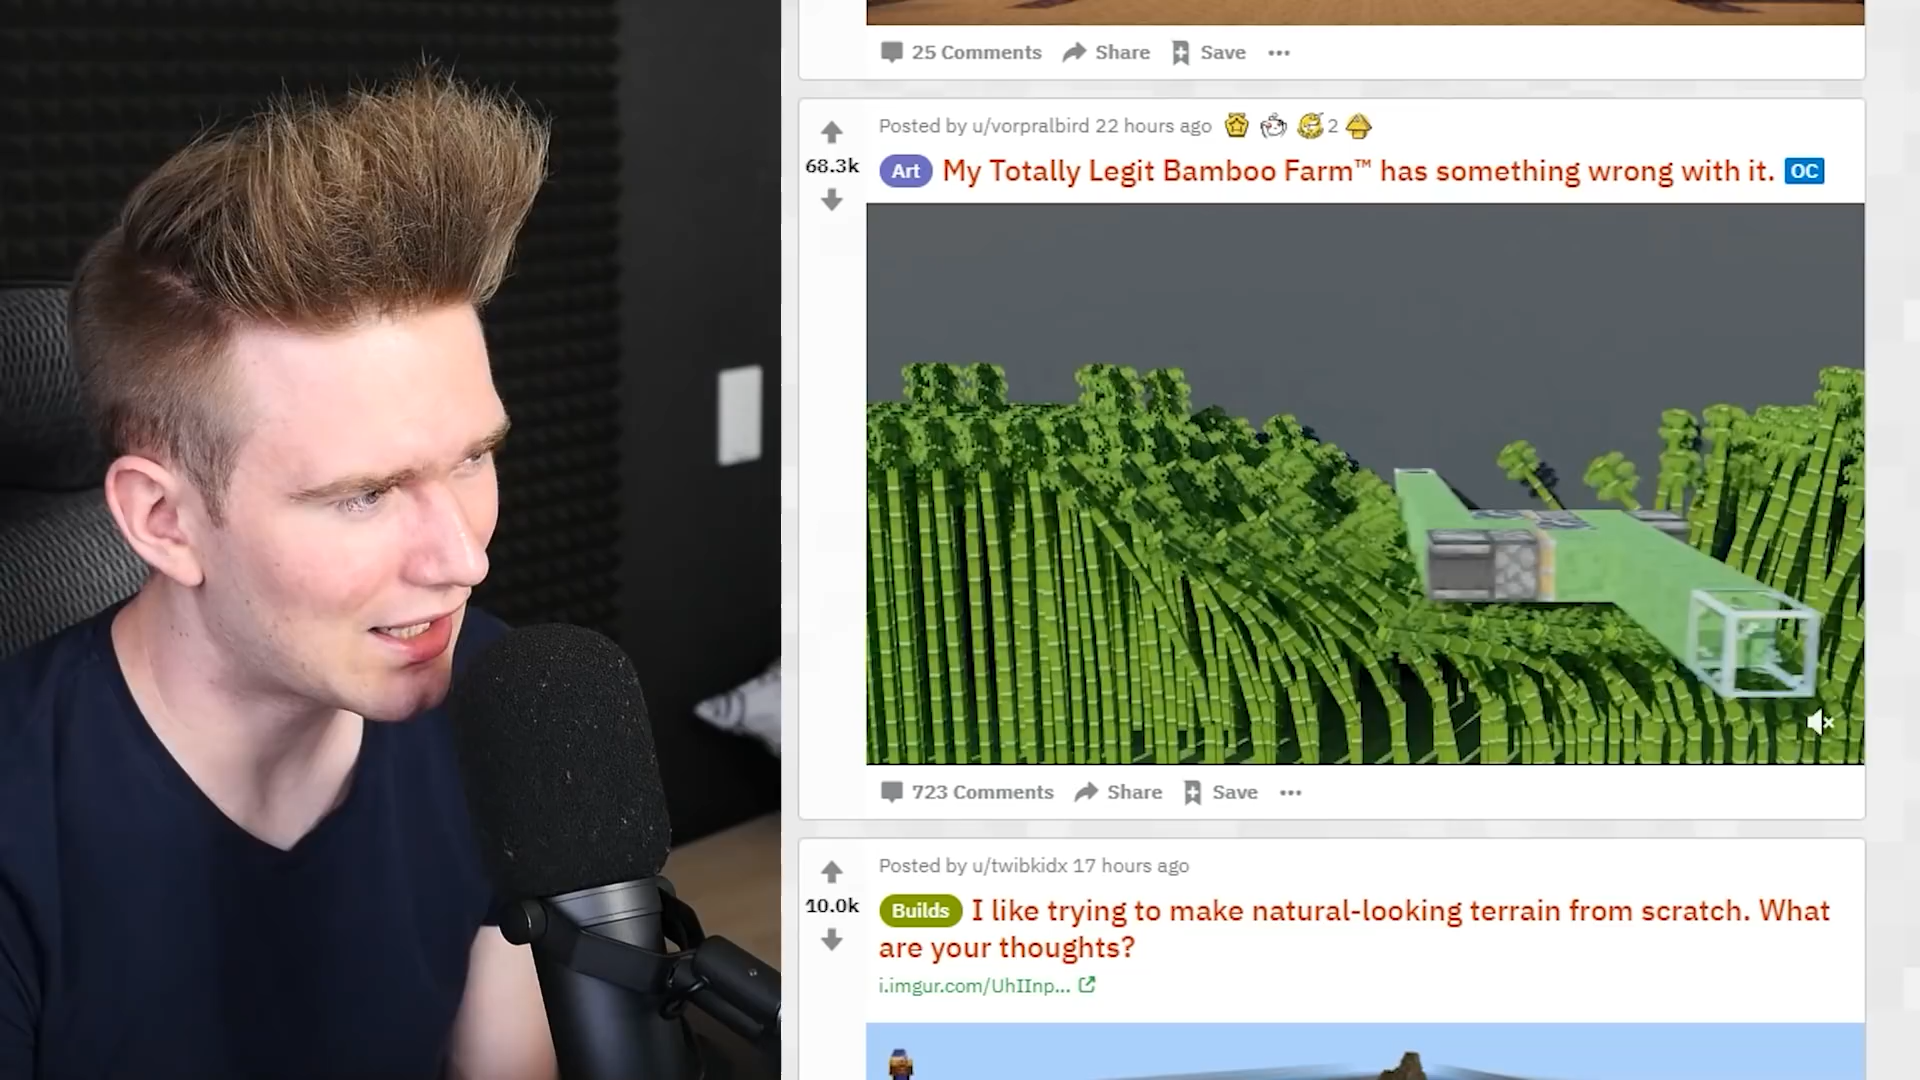 25 Comments Share Save
Posted by u/vorpralbird 22 hours ago 2
68.3k
Art My Totally Legit Bamboo Farm™ has something wrong with it. OC
723 Comments Share Save
Posted by u/twibkidx 17 hours ago
10.0k
Builds I like trying to make natural-looking terrain from scratch. What
are your thoughts?
i.imgur.com/UhIInp...